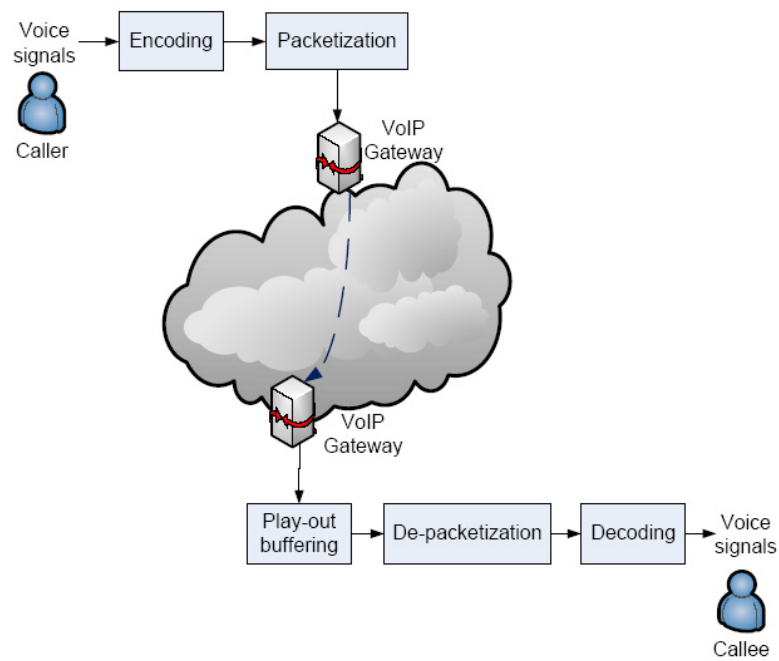 Voice
signals
Caller
Encoding
Packetization
VoIP
Gateway
VoIP
Gateway
Play-out
buffering
De-packetization
Decoding
Voice
signals
Callee